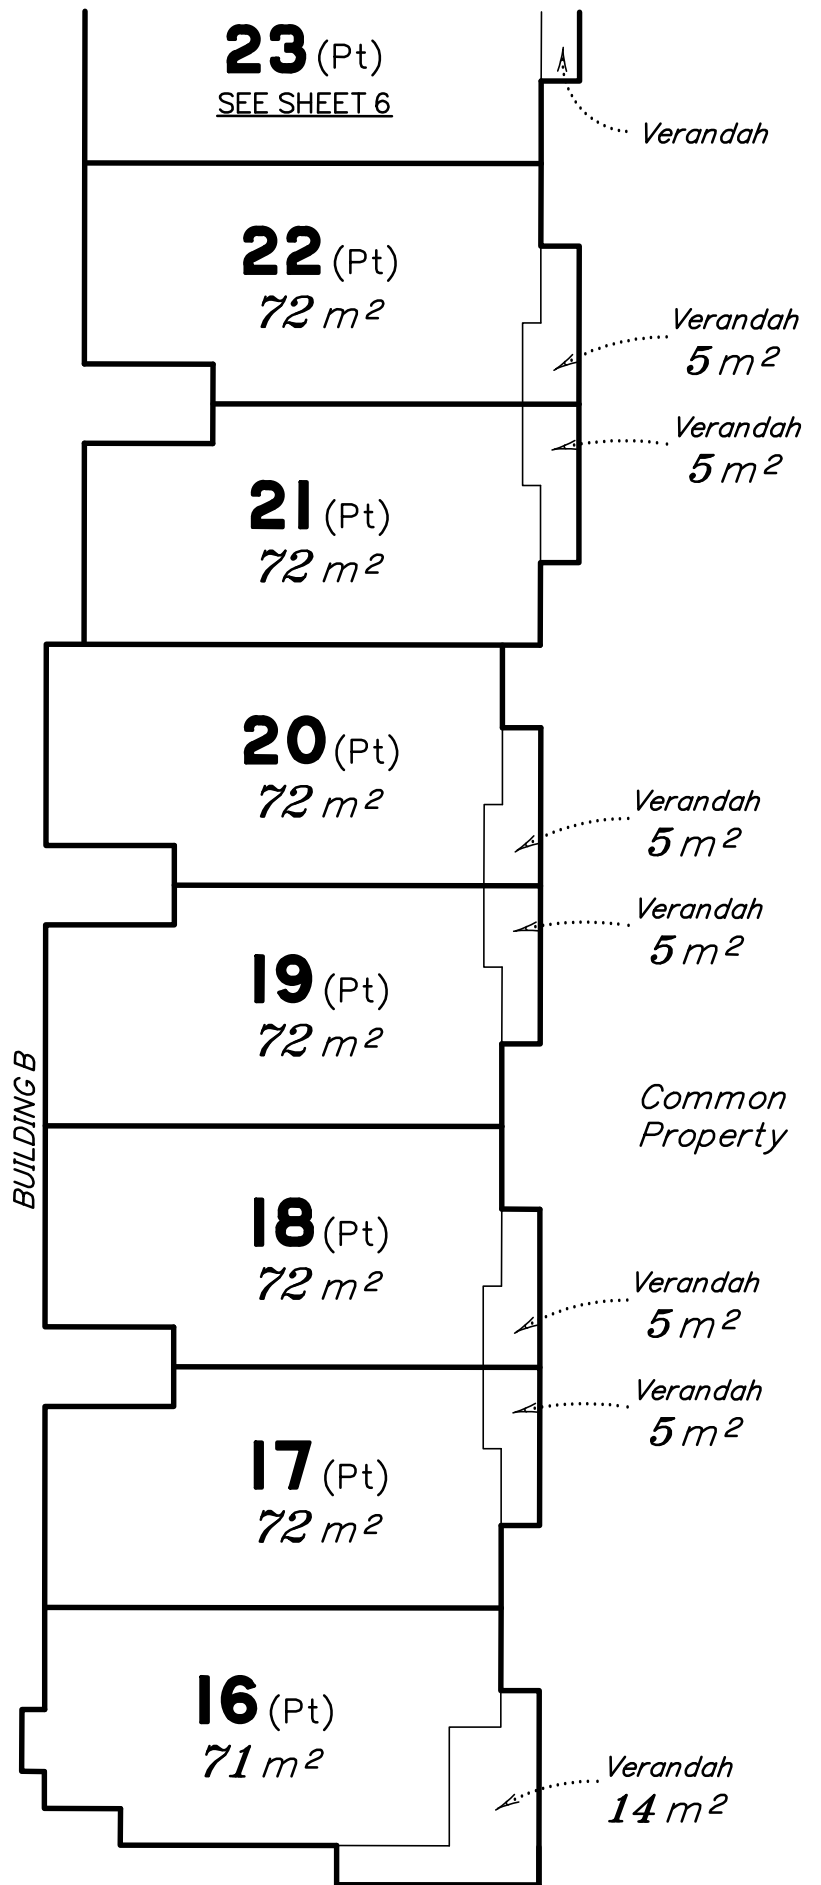 23 (Pt)
SEE SHEET 6
Verandah
22 (Pt)
72 m²
Verandah
5 m²
Verandah
5 m²
21 (Pt)
72 m²
20 (Pt)
72 m²
Verandah
5 m²
Verandah
5 m²
19 (Pt)
72 m²
BUILDING B
Common
Property
18 (Pt)
72 m²
Verandah
5 m²
Verandah
5 m²
17 (Pt)
72 m²
16 (Pt)
71 m²
Verandah
14 m²